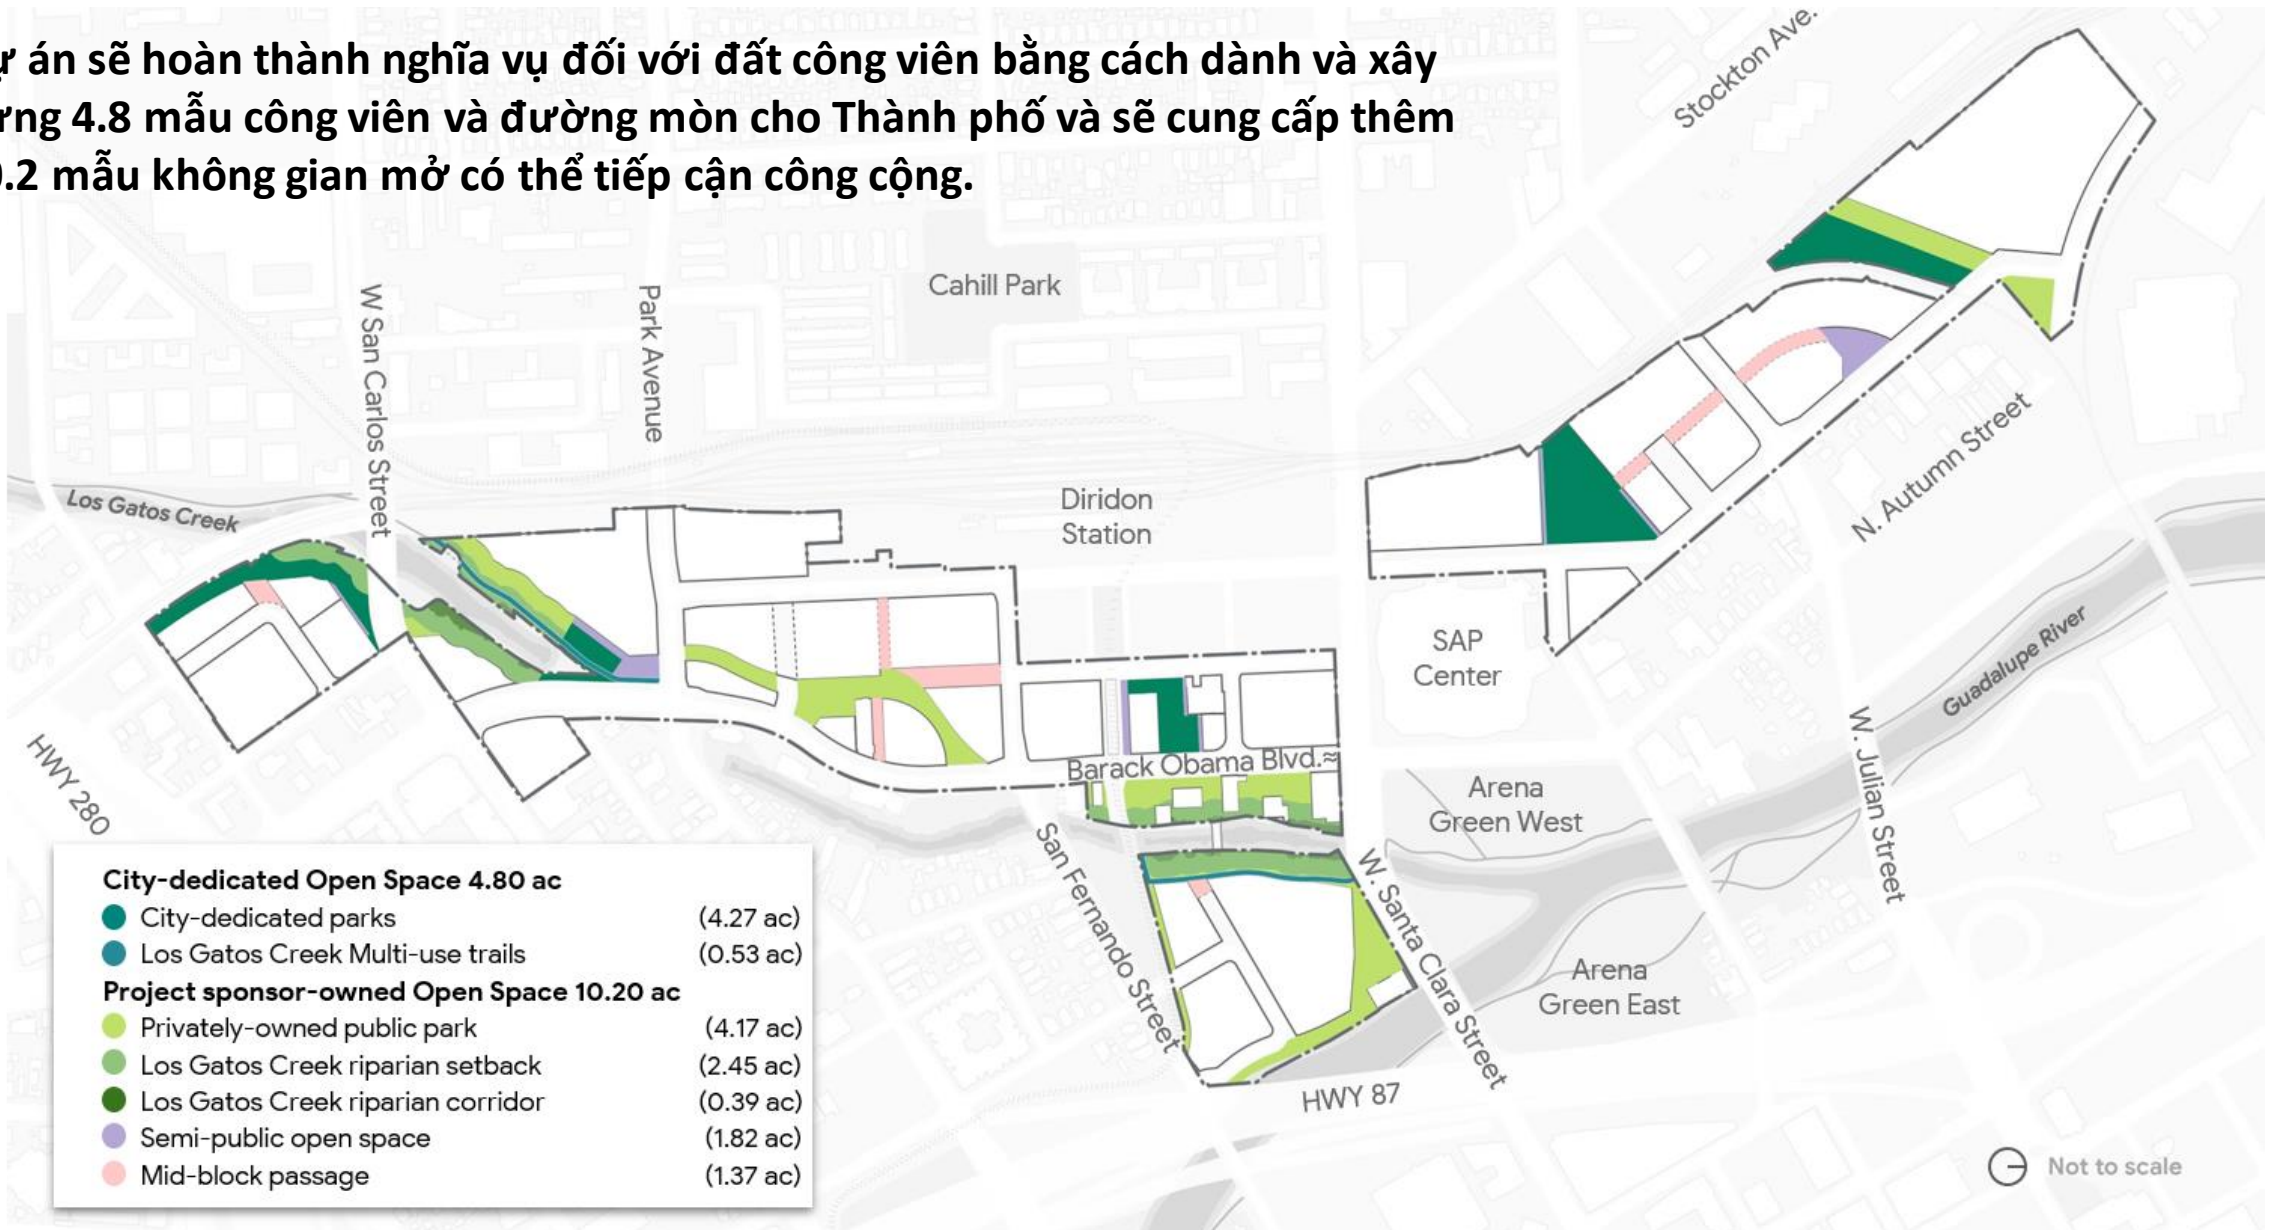 án sẽ hoàn thành nghĩa vụ đối với đất công viên bằng cách dành và xây
4.8 mẫu công viên và đường mòn cho Thành phố và sẽ cung cấp thêm
mẫu không gian mở có thể tiếp cận công cộng.
Stockton Ave.
Cahill Park
W San Carlos Street
Park Avenue
N. Autumn Street
Los Gatos Creek
Diridon
Station
SAP
Center
Guadalupe River
W. Julian Street
HWY 280
Barack Obama Blvd.
Arena
Green West
San Fernando Street
W. Santa Clara Street
Arena
Green East
HWY 87
City-dedicated Open Space 4.80 ac
City-dedicated parks (4.27 ac)
Los Gatos Creek Multi-use trails (0.53 ac)
Project sponsor-owned Open Space 10.20 ac
Privately-owned public park (4.17 ac)
Los Gatos Creek riparian setback (2.45 ac)
Los Gatos Creek riparian corridor (0.39 ac)
Semi-public open space (1.82 ac)
Mid-block passage (1.37 ac)
Not to scale